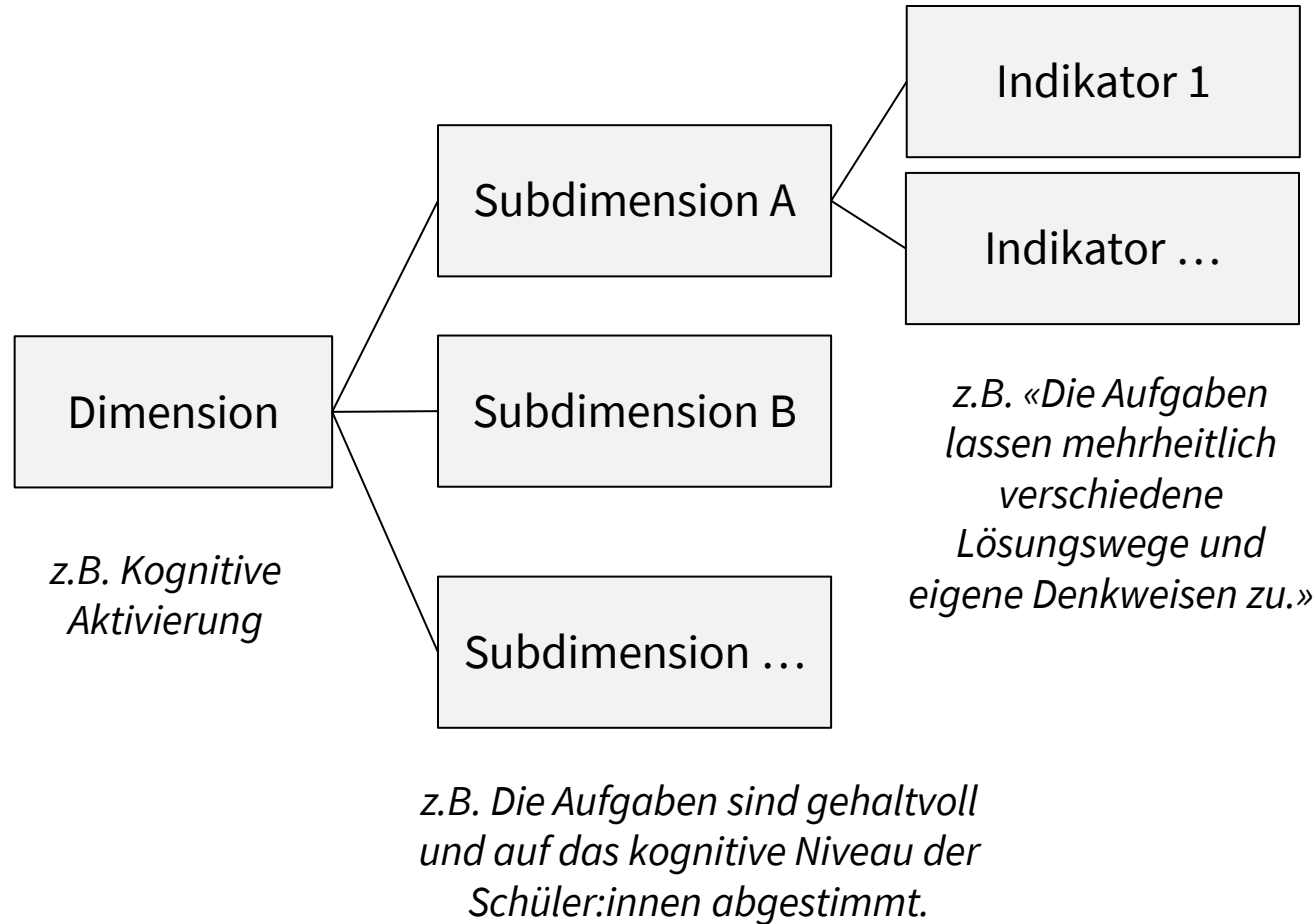 Dimension
z.B. Kognitive
Aktivierung
Subdimension A
Subdimension B
Subdimension …
z.B. Die Aufgaben sind gehaltvoll
und auf das kognitive Niveau der
Schüler:innen abgestimmt.
Indikator 1
Indikator …
z.B. «Die Aufgaben
lassen mehrheitlich
verschiedene
Lösungswege und
eigene Denkweisen zu.»